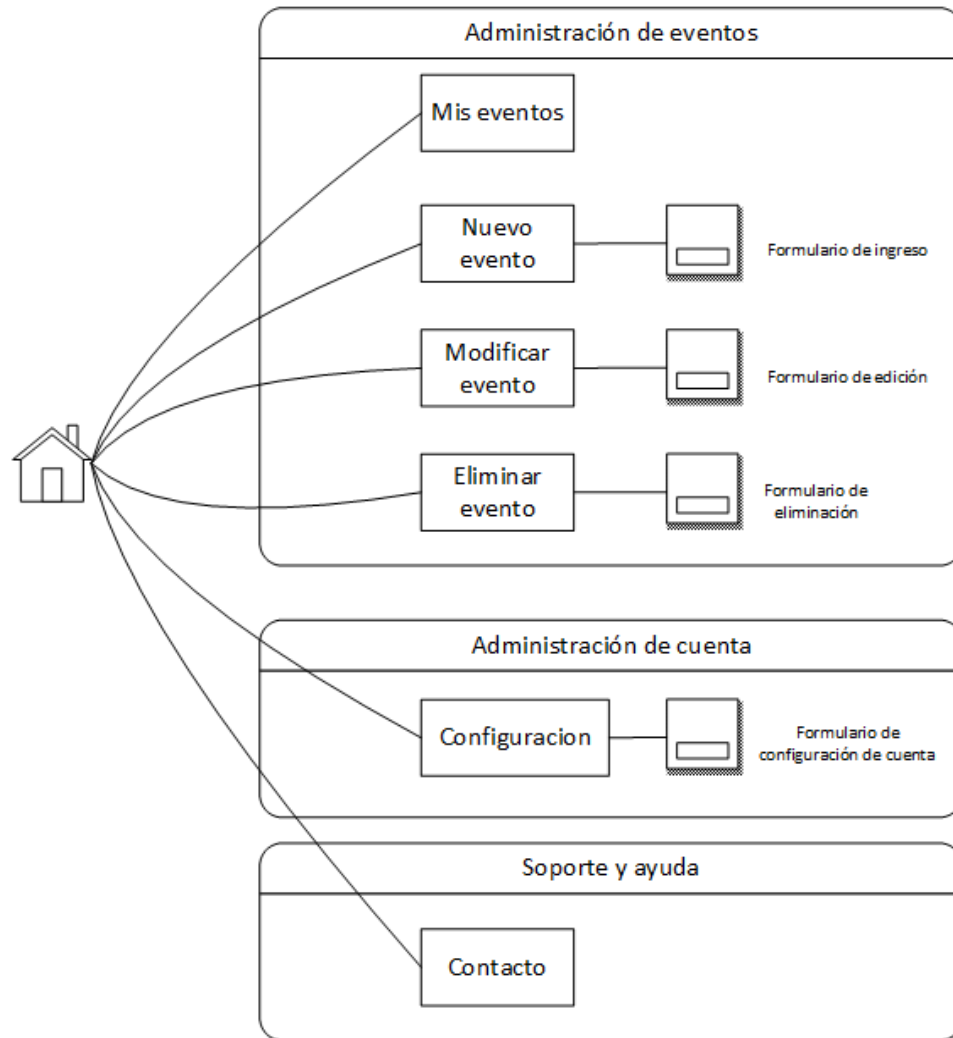 Administración de eventos
Mis eventos
Nuevo
evento
Formulario de ingreso
Modificar
evento
Formulario de edición
Eliminar
evento
Formulario de
eliminación
Administración de cuenta
Configuracion
Formulario de
configuración de cuenta
Soporte y ayuda
Contacto